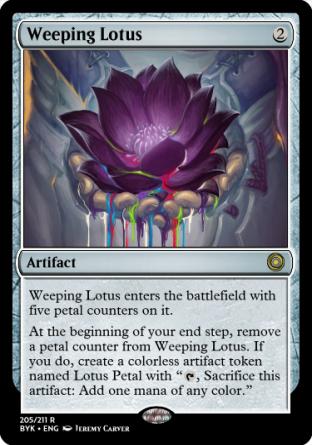 Weeping Lotus 2
Artifact
Weeping Lotus enters the battlefield with
five petal counters on it.
At the beginning of your end step, remove
a petal counter from Weeping Lotus. If
you do, create a colorless artifact token
named Lotus Petal with “, Sacrifice this
artifact: Add one mana of any color.”
205/211 R
BYK • ENG Jeremy Carver